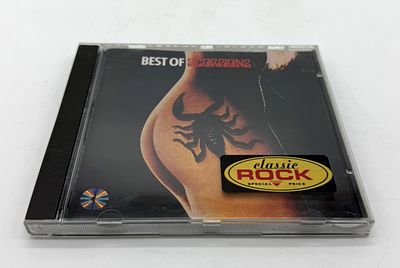 BEST OF SCORPIONS
classic
ROCK
SPECIAL PRICE